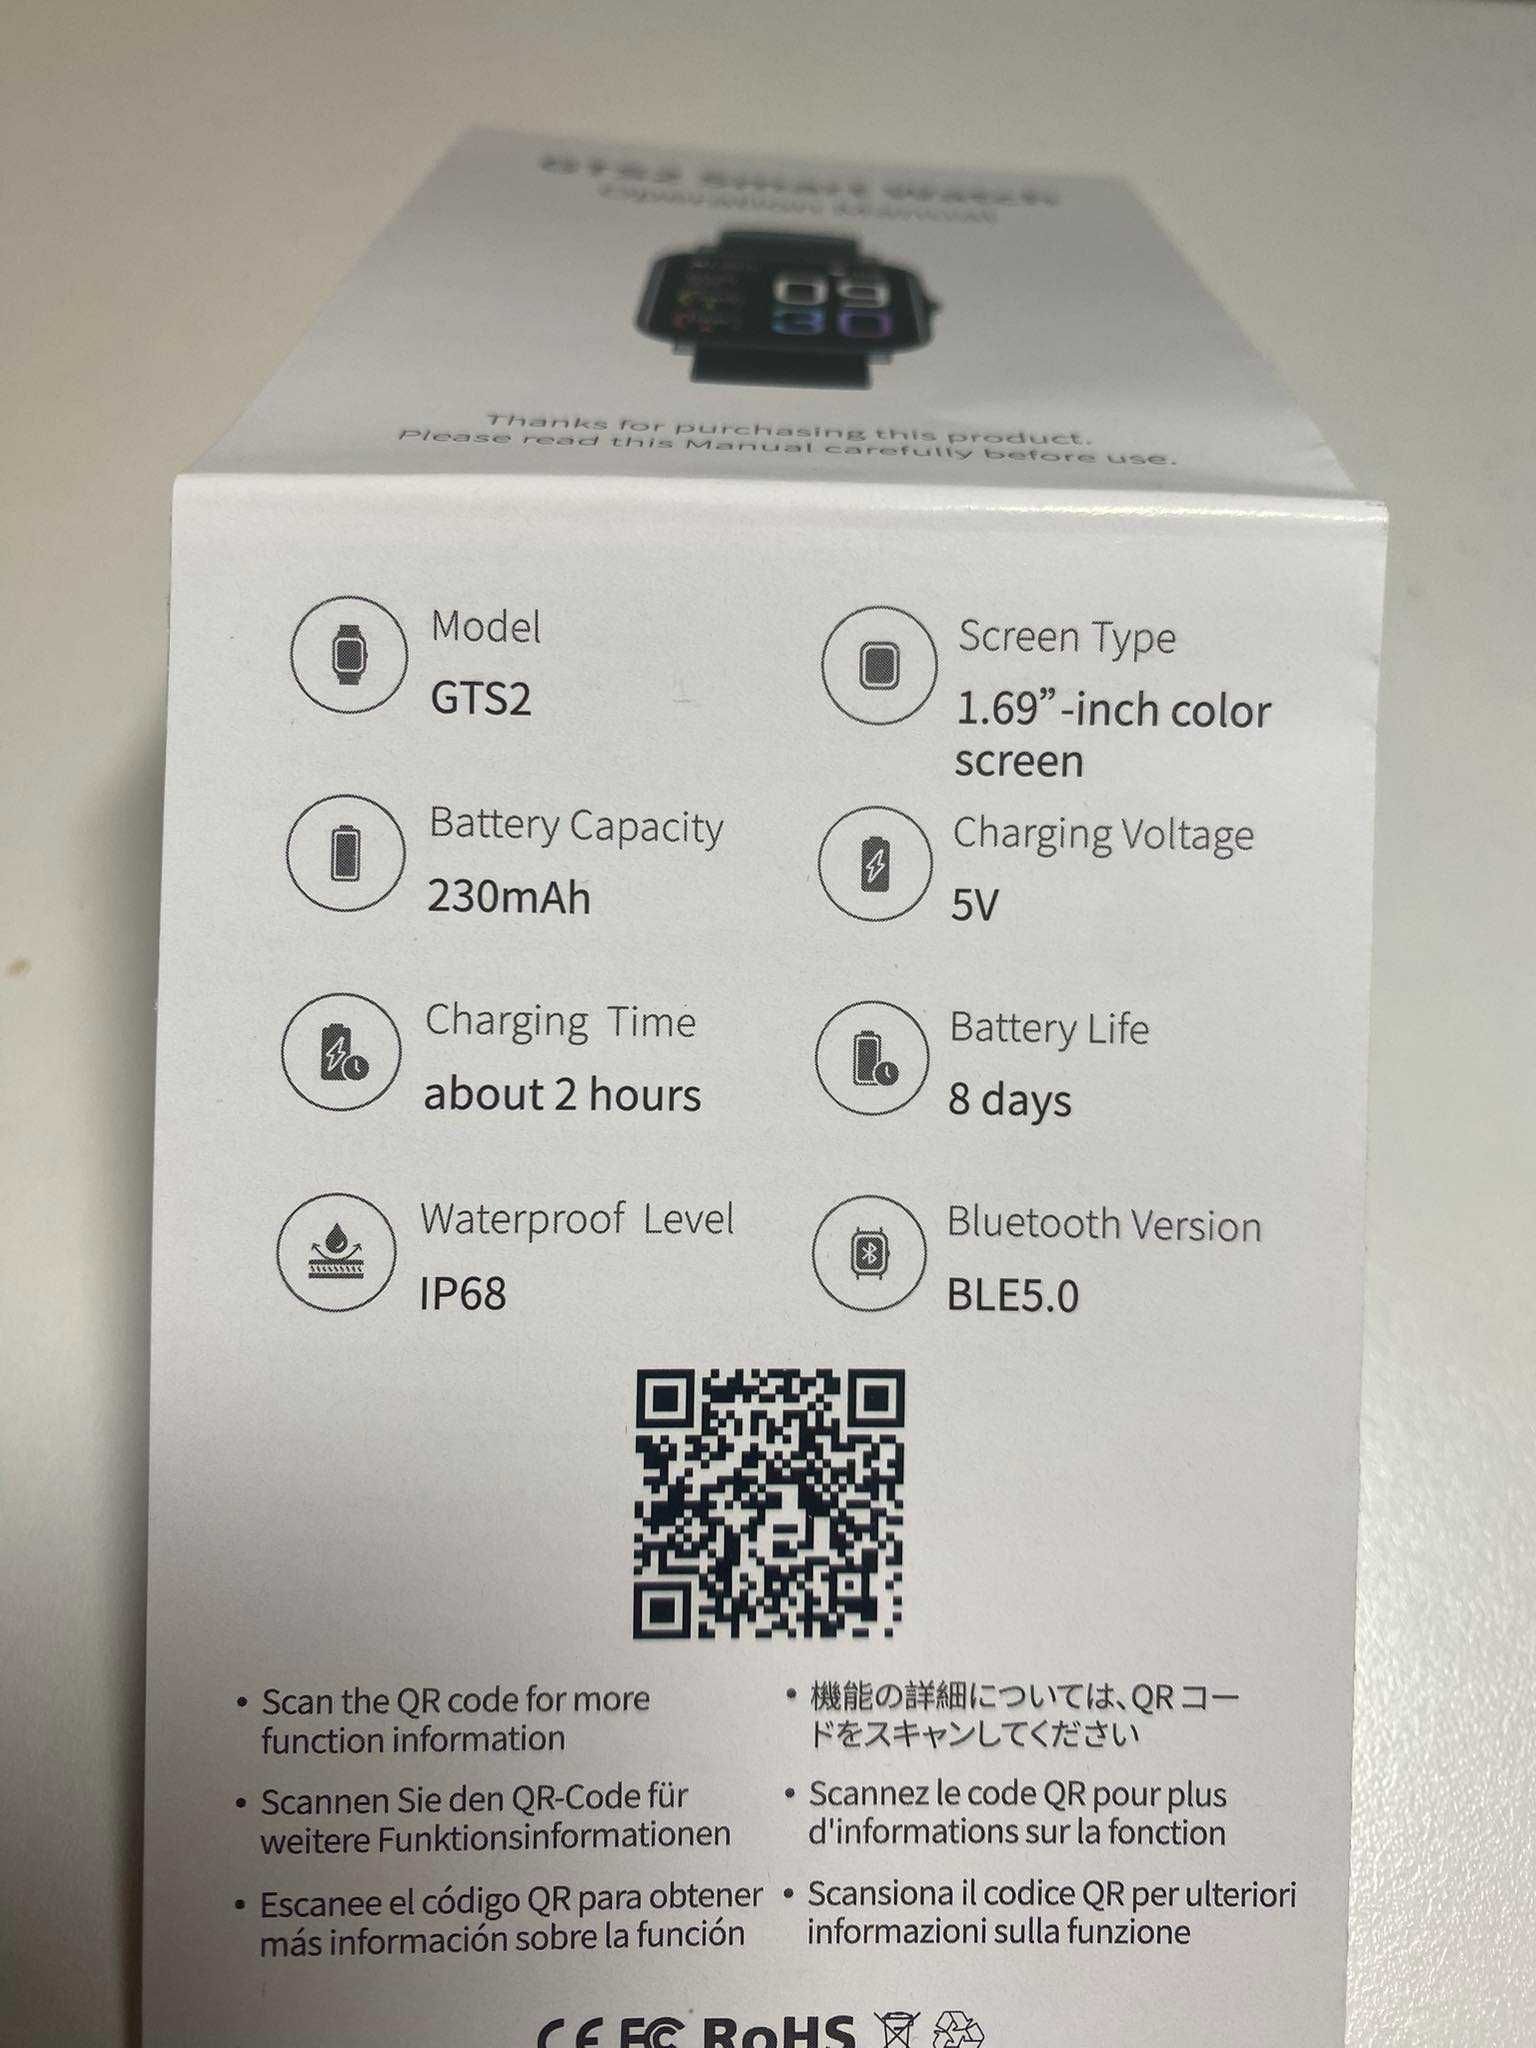 GTS2 Smart Watch
Operation Manual
Thanks for purchasing this product.
Please read this Manual carefully before use.
Model
GTS2
Screen Type
1.69”-inch color
screen
Battery Capacity
230mAh
Charging Voltage
5V
Charging Time
about 2 hours
Battery Life
8 days
Waterproof Level
IP68
Bluetooth Version
BLE5.0
• Scan the QR code for more
function information
• Scannen Sie den QR-Code für
weitere Funktionsinformationen
• Escanee el código QR para obtener
más información sobre la función
• 機能の詳細については、QRコー
ドをスキャンしてください
• Scannez le code QR pour plus
d'informations sur la fonction
• Scansiona il codice QR per ulteriori
informazioni sulla funzione
CE FC RoHS